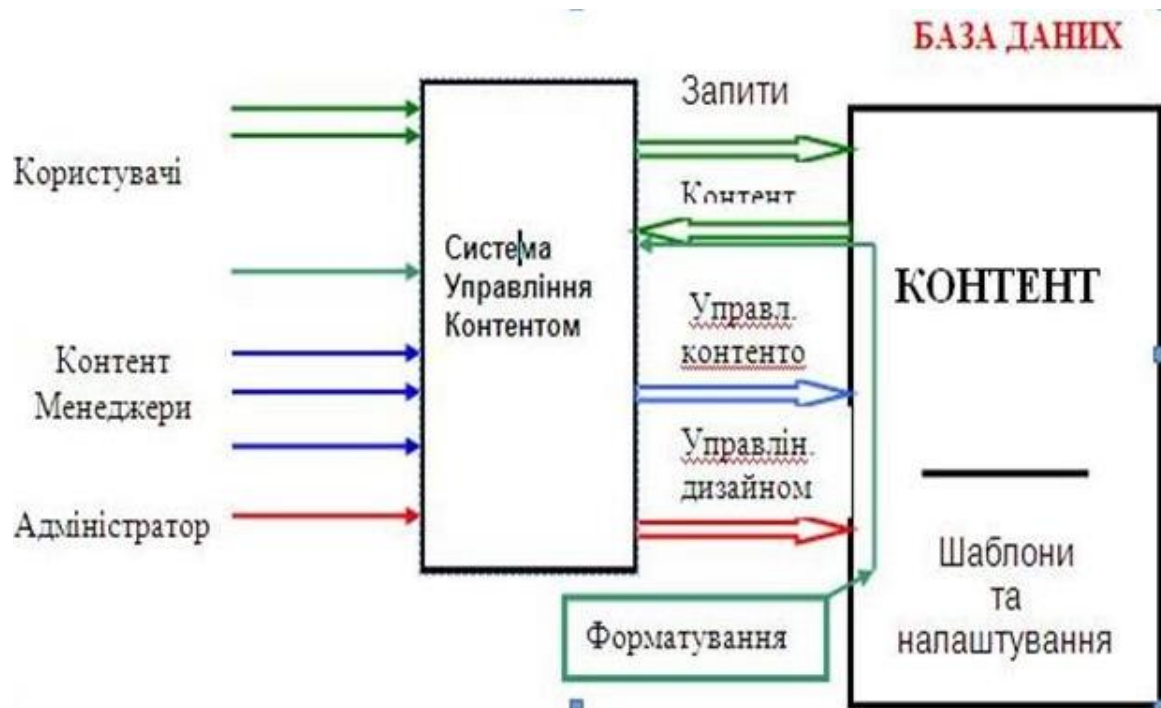 БАЗА ДАНИХ
Запити
Користувачі
Контент
Система
Управління
Контентом
КОНТЕНТ
Управл.
контенто
Контент
Менеджери
Управлін.
дизайном
Адміністратор
Шаблони
та
налаштування
Форматування